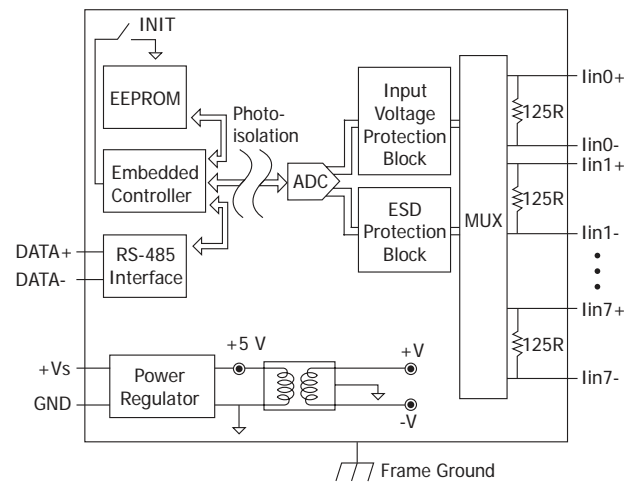 INIT
EEPROM
Photo-
isolation
Embedded
Controller
RS-485
Interface
DATA+
DATA-
ADC
Input
Voltage
Protection
Block
ESD
Protection
Block
MUX
Iin0+
125R
Iin0-
Iin1+
125R
Iin1-
Iin7+
125R
Iin7-
+Vs
GND
Power
Regulator
+5 V
+V
-V
Frame Ground